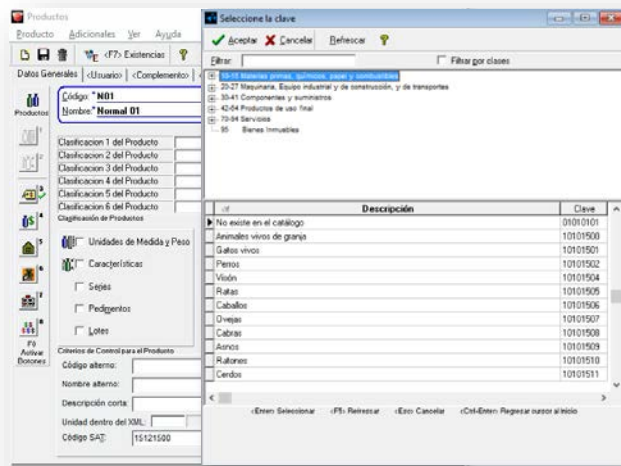 Productos
Producto Adicionales Ver Ayuda
<F7> Existencias
Datos Generales <Usuario> <Complemento>
Productos
Código: * N01
Nombre: * Normal 01
Clasificacion 1 del Producto
Clasificacion 2 del Producto
Clasificacion 3 del Producto
Clasificacion 4 del Producto
Clasificacion 5 del Producto
Clasificacion 6 del Producto
Clasificación de Productos
Unidades de Medida y Peso
Características
Series
Pedimentos
Lotes
Activar
Botones
Criterios de Control para el Producto
Código alterno:
Nombre alterno:
Descripción corta:
Unidad dentro del XML:
Código SAT: 15121500
Seleccione la clave
Aceptar Cancelar Refrescar
Filtrar: Filtrar por clases
10-15 Materias primas, químicos, papel y combustibles
20-27 Maquinaria, Equipo industrial y de construcción, y de transportes
30-41 Componentes y suministros
42-64 Productos de uso final
70-94 Servicios
95 Bienes Inmuebles
Descripción Clave
No existe en el catálogo 01010101
Animales vivos de granja 10101500
Gatos vivos 10101501
Perros 10101502
Visón 10101504
Ratas 10101505
Caballos 10101506
Ovejas 10101507
Cabras 10101508
Asnos 10101509
Ratones 10101510
Cerdos 10101511
<Enter> Seleccionar <F5> Refrescar <Esc> Cancelar <Ctrl-Enter> Regresar cursor al inicio